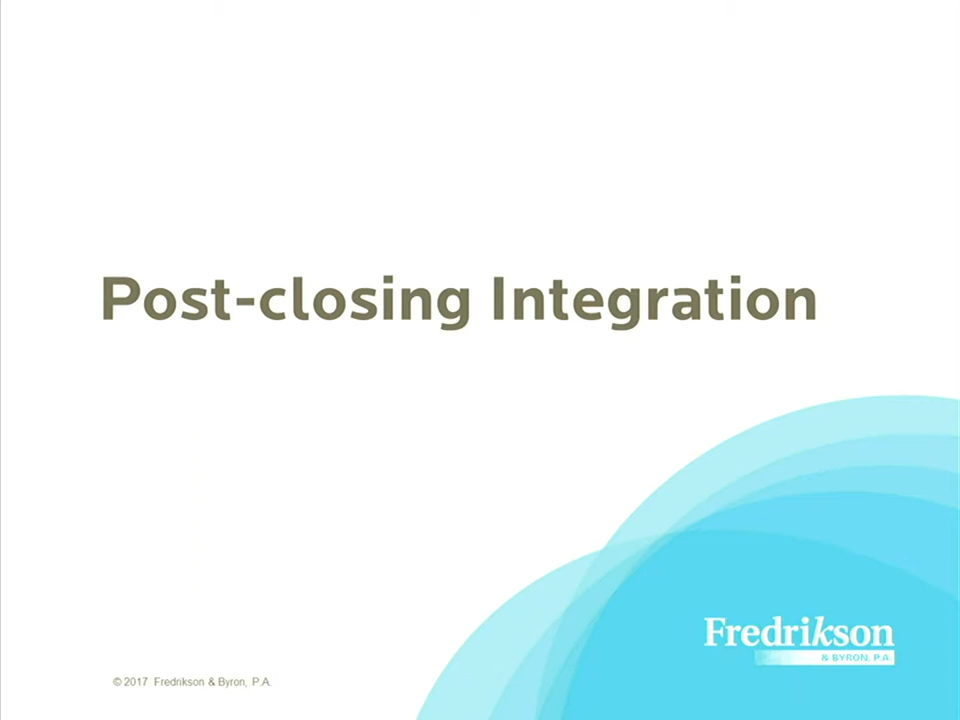 Post-closing Integration
Fredrikson
& BYRON, P.A.
© 2017 Fredrikson & Byron, P.A.